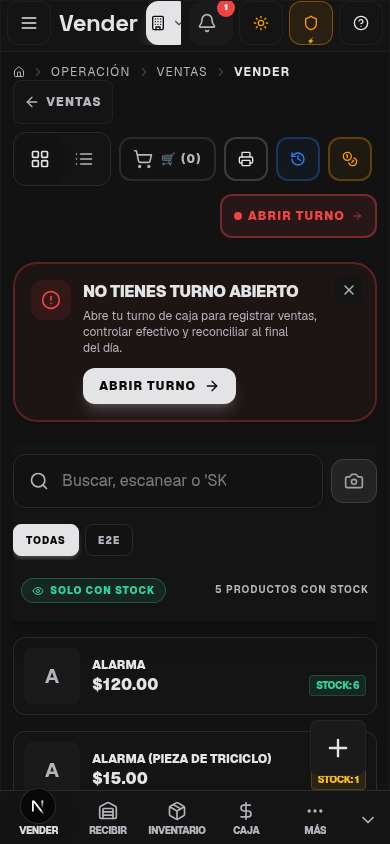 Vender
1
OPERACIÓN > VENTAS > VENDER
← VENTAS
🛒 (0)
ABRIR TURNO →
NO TIENES TURNO ABIERTO
Abre tu turno de caja para registrar ventas,
controlar efectivo y reconciliar al final
del día.
ABRIR TURNO →
Buscar, escanear o 'SK
TODAS
E2E
SOLO CON STOCK
5 PRODUCTOS CON STOCK
A
ALARMA
$120.00
STOCK: 6
A
ALARMA (PIEZA DE TRICICLO)
$15.00
STOCK: 1
N
VENDER
RECIBIR
INVENTARIO
CAJA
MÁS